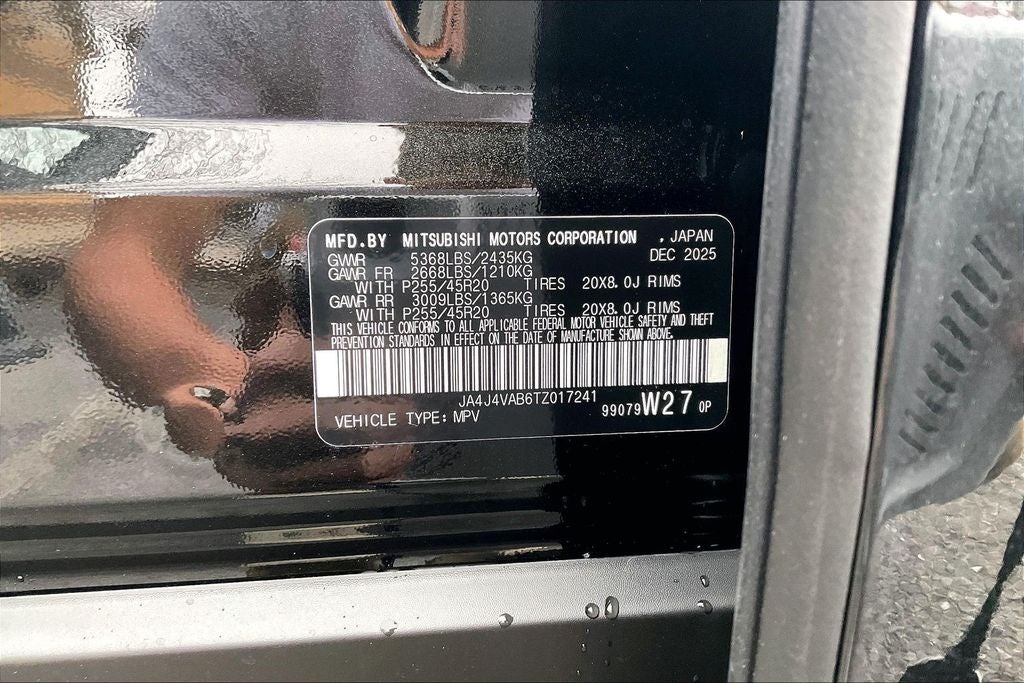 MFD.BY MITSUBISHI MOTORS CORPORATION , JAPAN
GVWR 5368LBS/2435KG DEC 2025
GAWR FR 2668LBS/1210KG
WITH P255/45R20 TIRES 20X8.0J RIMS
GAWR RR 3009LBS/1365KG
WITH P255/45R20 TIRES 20X8.0J RIMS
THIS VEHICLE CONFORMS TO ALL APPLICABLE FEDERAL MOTOR VEHICLE SAFETY AND THEFT
PREVENTION STANDARDS IN EFFECT ON THE DATE OF MANUFACTURE SHOWN ABOVE.
JA4J4VAB6TZ017241
VEHICLE TYPE: MPV 99079W27 0P